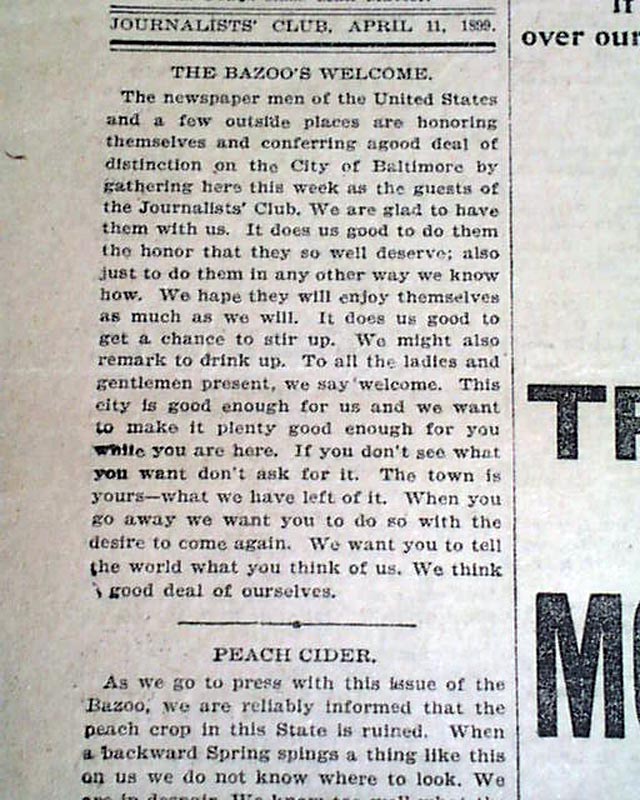 JOURNALISTS' CLUB, APRIL 11, 1899.
THE BAZOO'S WELCOME.
The newspaper men of the United States
and a few outside places are honoring
themselves and conferring agood deal of
distinction on the City of Baltimore by
gathering here this week as the guests of
the Journalists' Club. We are glad to have
them with us. It does us good to do them
the honor that they so well deserve; also
just to do them in any other way we know
how. We hape they will enjoy themselves
as much as we will. It does us good to
get a chance to stir up. We might also
remark to drink up. To all the ladies and
gentlemen present, we say welcome. This
city is good enough for us and we want
to make it plenty good enough for you
while you are here. If you don't see what
you want don't ask for it. The town is
yours—what we have left of it. When you
go away we want you to do so with the
desire to come again. We want you to tell
the world what you think of us. We think
good deal of ourselves.
PEACH CIDER.
As we go to press with this issue of the
Bazoo, we are reliably informed that the
peach crop in this State is ruined. When
a backward Spring spings a thing like this
on us we do not know where to look. We
are in despair. We know too well what the
If
over our
TR
MO